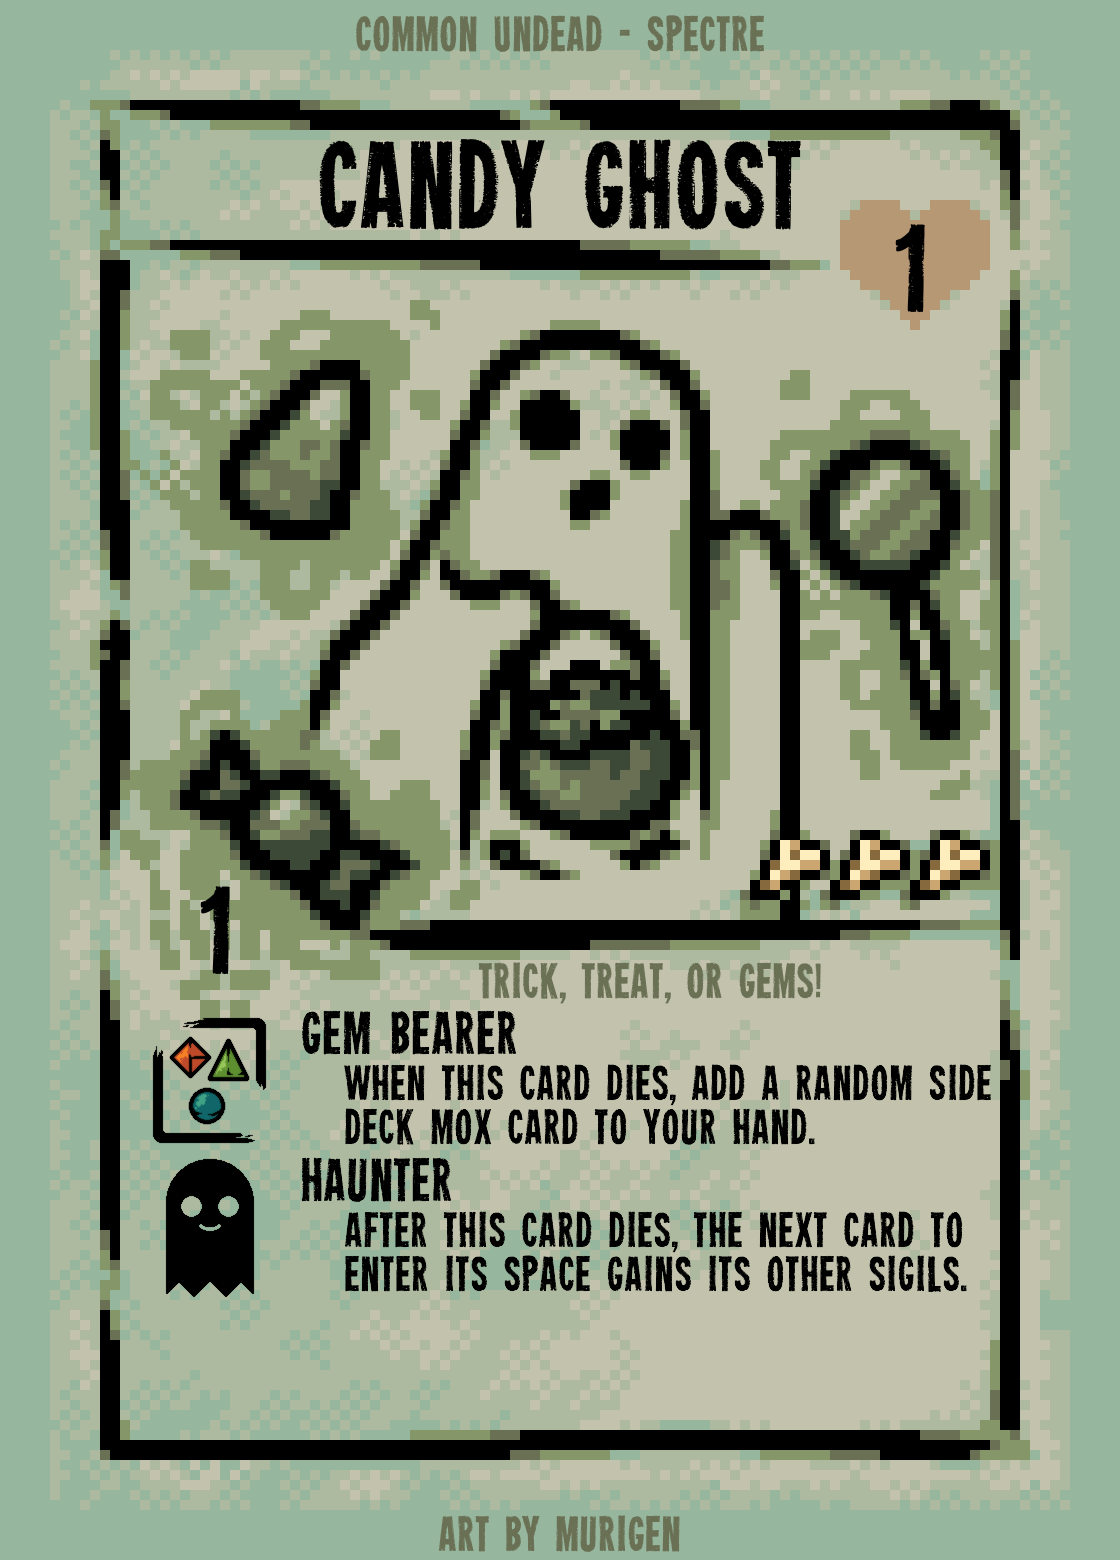 COMMON UNDEAD - SPECTRE
CANDY GHOST
1
1
TRICK, TREAT, OR GEMS!
GEM BEARER
WHEN THIS CARD DIES, ADD A RANDOM SIDE
DECK MOX CARD TO YOUR HAND.
HAUNTER
AFTER THIS CARD DIES, THE NEXT CARD TO
ENTER ITS SPACE GAINS ITS OTHER SIGILS.
ART BY MURIGEN